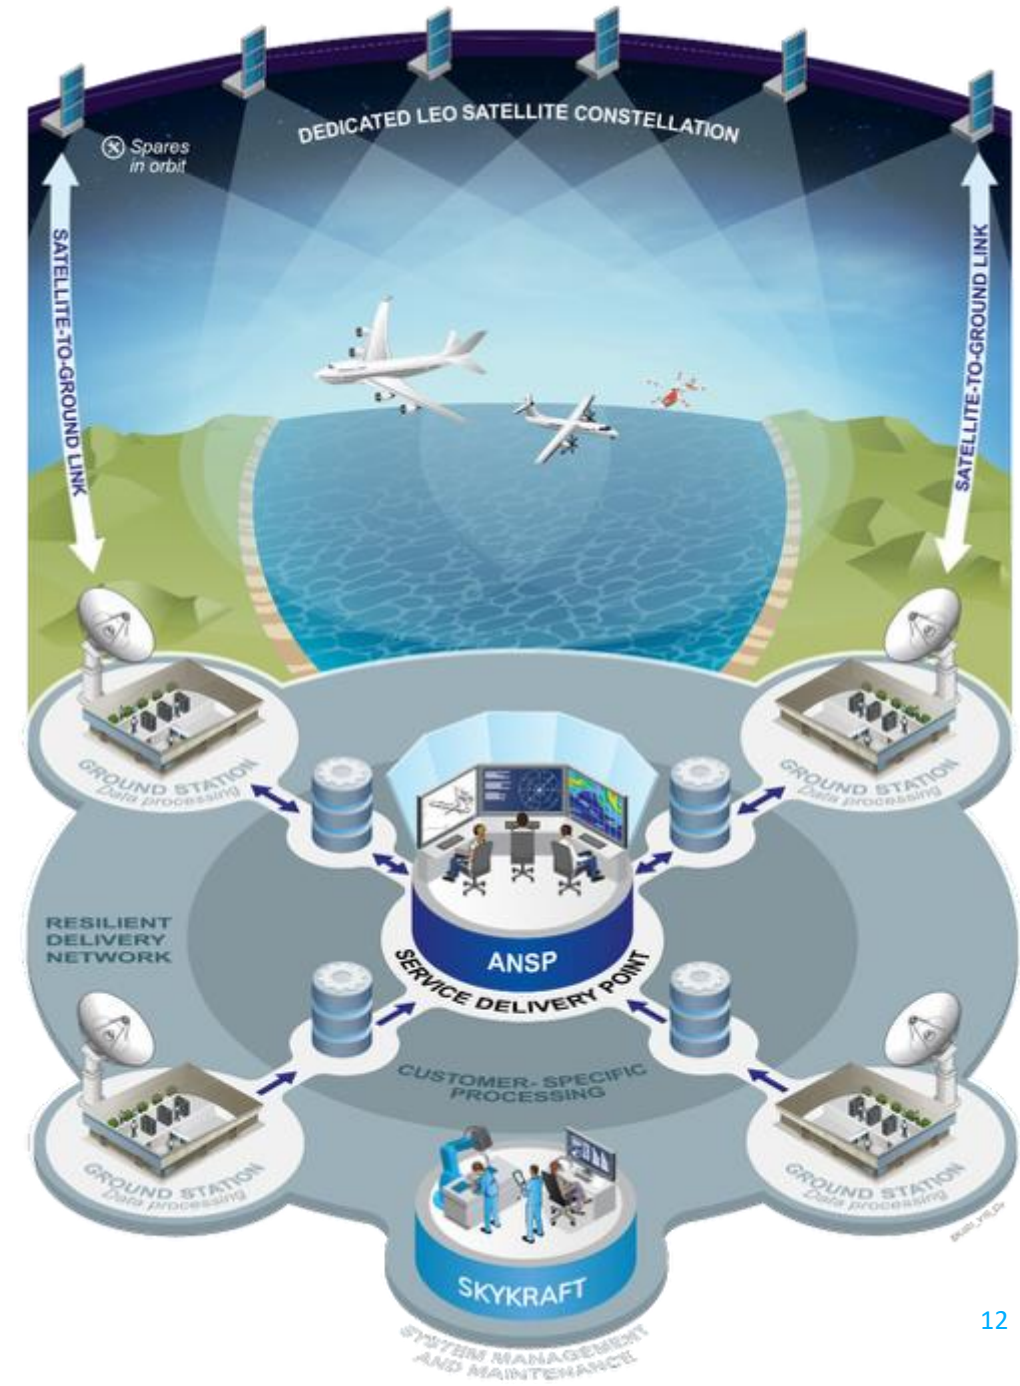 DEDICATED LEO SATELLITE CONSTELLATION
Spares
in orbit
SATELLITE-TO-GROUND LINK
SATELLITE-TO-GROUND LINK
GROUND STATION
Data processing
GROUND STATION
Data processing
RESILIENT
DELIVERY
NETWORK
ANSP
SERVICE DELIVERY POINT
CUSTOMER-SPECIFIC
PROCESSING
GROUND STATION
Data processing
GROUND STATION
Data processing
SKYKRAFT
SYSTEM MANAGEMENT
AND MAINTENANCE
12